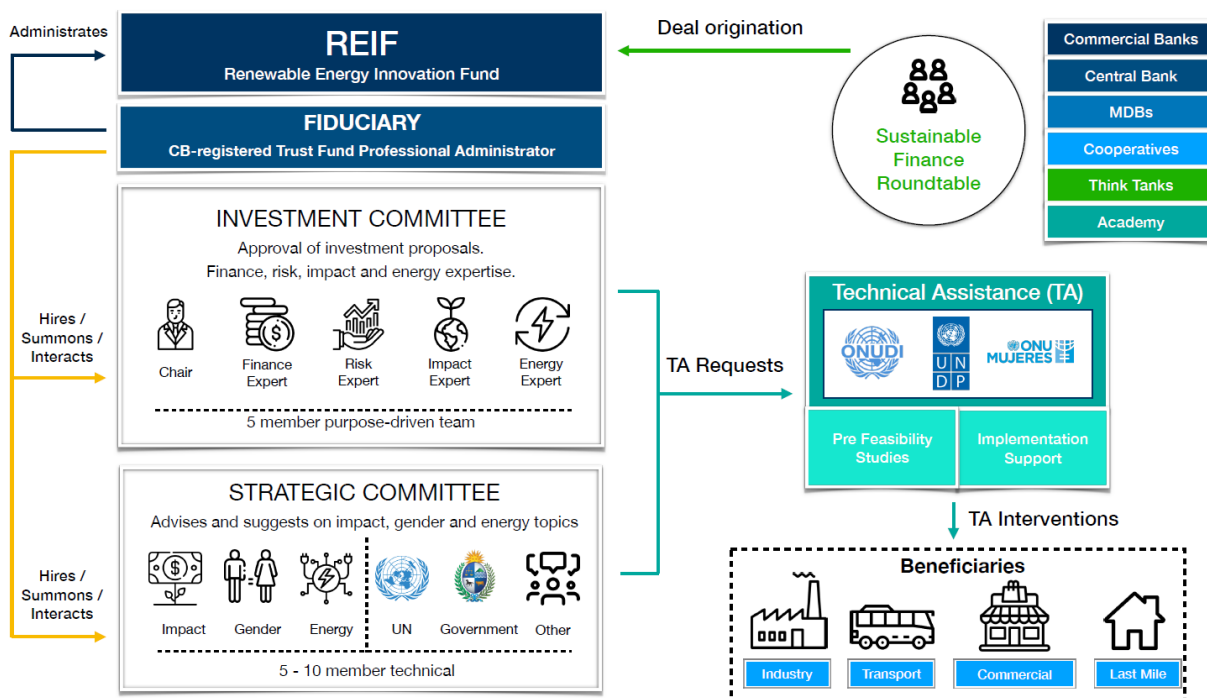 Administrates
REIF
Renewable Energy Innovation Fund
Deal origination
FIDUCIARY
CB-registered Trust Fund Professional Administrator
Sustainable
Finance
Roundtable
Commercial Banks
Central Bank
MDBs
Cooperatives
Think Tanks
Academy
INVESTMENT COMMITTEE
Approval of investment proposals.
Finance, risk, impact and energy expertise.
Hires /
Summons /
Interacts
Chair
Finance
Expert
Risk
Expert
Impact
Expert
Energy
Expert
5 member purpose-driven team
TA Requests
Technical Assistance (TA)
ONUDI
U N
D P
ONU
MUJERES
Pre Feasibility
Studies
Implementation
Support
STRATEGIC COMMITTEE
Advises and suggests on impact, gender and energy topics
Hires /
Summons /
Interacts
Impact
Gender
Energy
UN
Government
Other
5 - 10 member technical
TA Interventions
Beneficiaries
Industry
Transport
Commercial
Last Mile